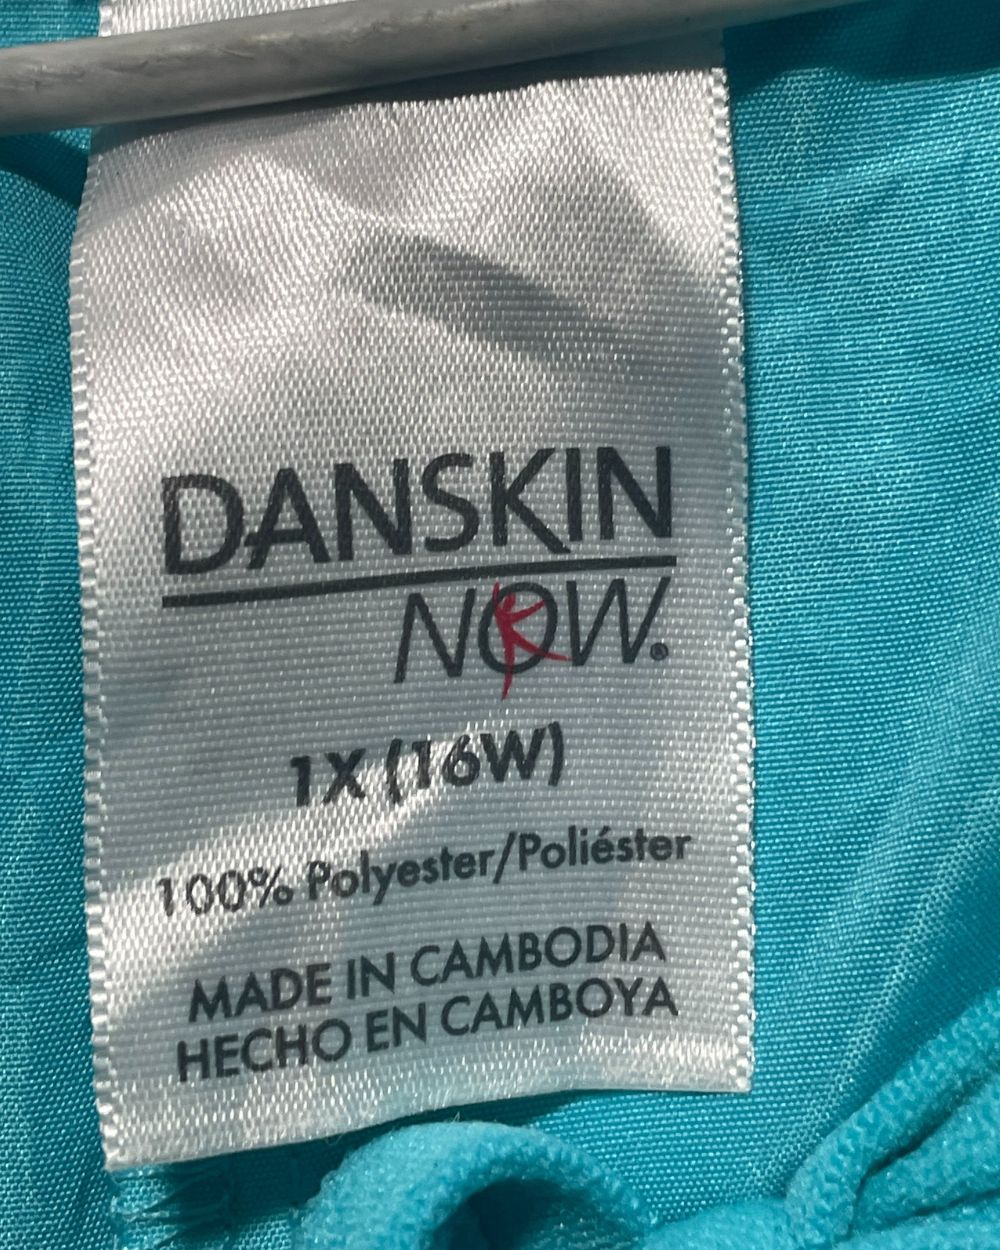 DANSKIN
NOW®
1X (16W)
100% Polyester/Poliéster
MADE IN CAMBODIA
HECHO EN CAMBOYA